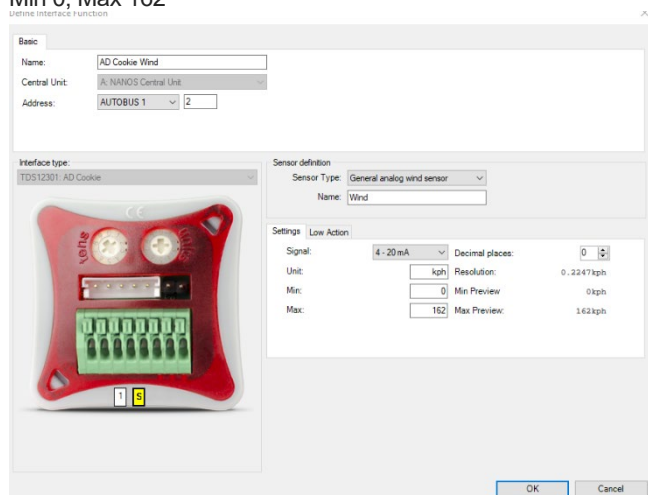 Min 0, Max 162
Define Interface Function
Basic
Name: AD Cookie Wind
Central Unit: A: NANOS Central Unit
Address: AUTOBUS 1 2
Interface type:
TDS12301: AD Cookie
CE
tens
units
1 S
Sensor definition
Sensor Type: General analog wind sensor
Name: Wind
Settings Low Action
Signal: 4 - 20 mA Decimal places: 0
Unit: kph Resolution: 0.2247kph
Min: 0 Min Preview 0kph
Max: 162 Max Preview: 162kph
OK Cancel